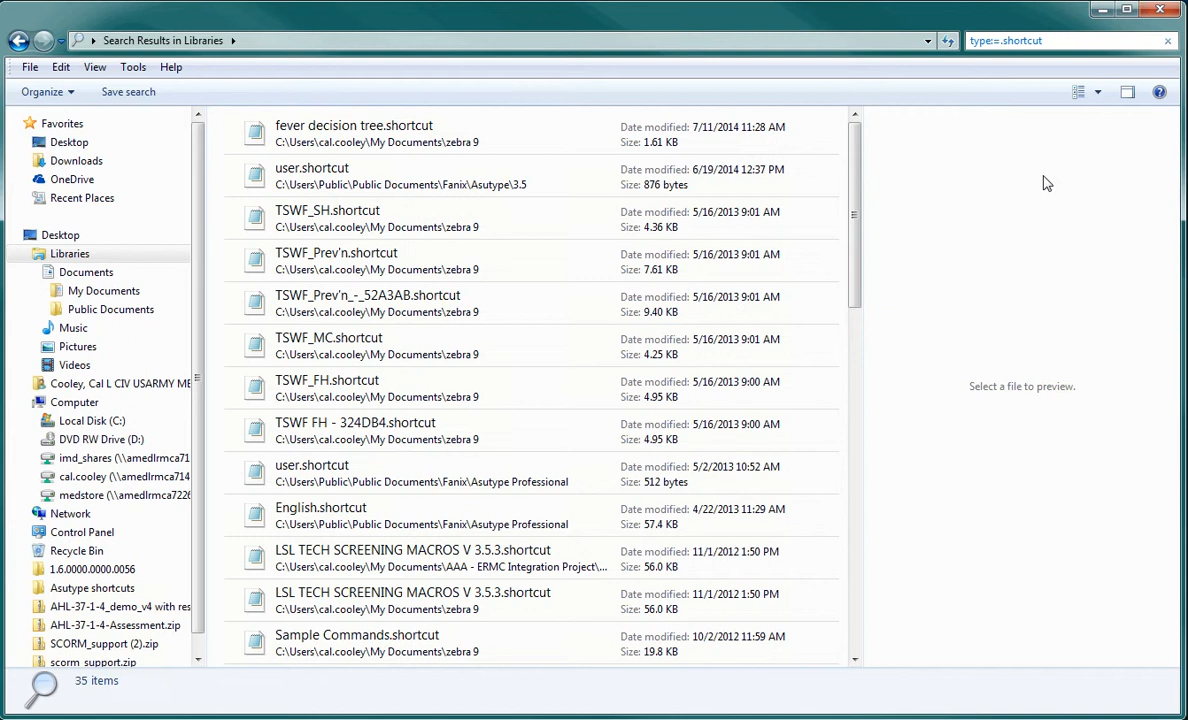 Search Results in Libraries
type:=.shortcut
File Edit View Tools Help
Organize Save search
Favorites
Desktop
Downloads
OneDrive
Recent Places
Desktop
Libraries
Documents
My Documents
Public Documents
Music
Pictures
Videos
Cooley, Cal L CIV USARMY ME
Computer
Local Disk (C:)
DVD RW Drive (D:)
imd_shares (\\amedlrmca71
cal.cooley (\\amedlrmca714
medstore (\\amedlrmca7226
Network
Control Panel
Recycle Bin
1.6.0000.0000.0056
Asutype shortcuts
AHL-37-1-4_demo_v4 with res
AHL-37-1-4-Assessment.zip
SCORM_support (2).zip
scorm_support.zip
fever decision tree.shortcut Date modified: 7/11/2014 11:28 AM
C:\Users\cal.cooley\My Documents\zebra 9 Size: 1.61 KB
user.shortcut Date modified: 6/19/2014 12:37 PM
C:\Users\Public\Public Documents\Fanix\Asutype\3.5 Size: 876 bytes
TSWF_SH.shortcut Date modified: 5/16/2013 9:01 AM
C:\Users\cal.cooley\My Documents\zebra 9 Size: 4.36 KB
TSWF_Prev'n.shortcut Date modified: 5/16/2013 9:01 AM
C:\Users\cal.cooley\My Documents\zebra 9 Size: 7.61 KB
TSWF_Prev'n_-_52A3AB.shortcut Date modified: 5/16/2013 9:01 AM
C:\Users\cal.cooley\My Documents\zebra 9 Size: 9.40 KB
TSWF_MC.shortcut Date modified: 5/16/2013 9:01 AM
C:\Users\cal.cooley\My Documents\zebra 9 Size: 4.25 KB
TSWF_FH.shortcut Date modified: 5/16/2013 9:00 AM
C:\Users\cal.cooley\My Documents\zebra 9 Size: 4.95 KB
TSWF FH - 324DB4.shortcut Date modified: 5/16/2013 9:00 AM
C:\Users\cal.cooley\My Documents\zebra 9 Size: 4.95 KB
user.shortcut Date modified: 5/2/2013 10:52 AM
C:\Users\Public\Public Documents\Fanix\Asutype Professional Size: 512 bytes
English.shortcut Date modified: 4/22/2013 11:29 AM
C:\Users\Public\Public Documents\Fanix\Asutype Professional Size: 57.4 KB
LSL TECH SCREENING MACROS V 3.5.3.shortcut Date modified: 11/1/2012 1:50 PM
C:\Users\cal.cooley\My Documents\AAA - ERMC Integration Project\... Size: 56.0 KB
LSL TECH SCREENING MACROS V 3.5.3.shortcut Date modified: 11/1/2012 1:50 PM
C:\Users\cal.cooley\My Documents\zebra 9 Size: 56.0 KB
Sample Commands.shortcut Date modified: 10/2/2012 11:59 AM
C:\Users\cal.cooley\My Documents\zebra 9 Size: 19.8 KB
Select a file to preview.
35 items